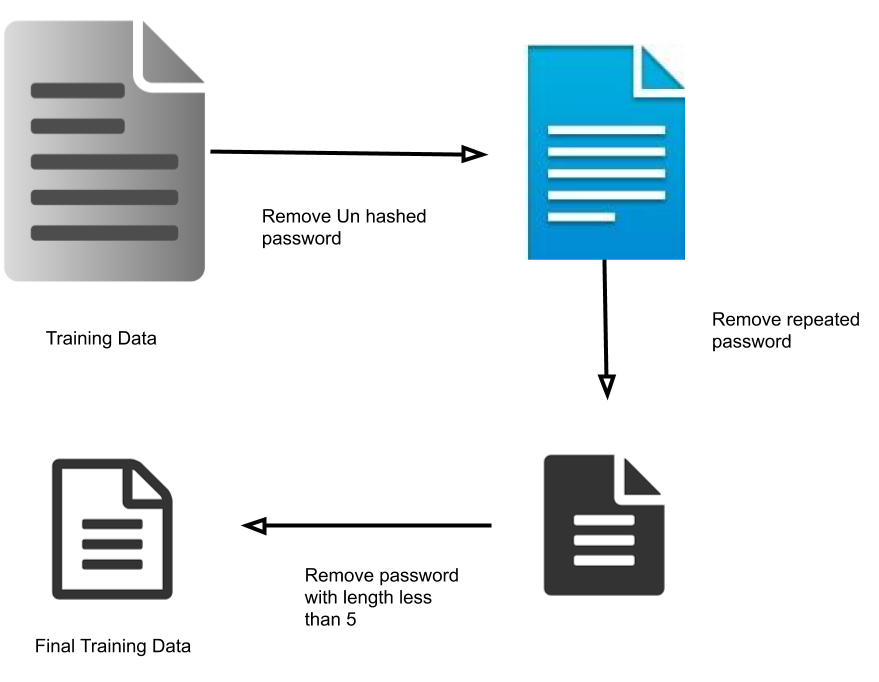 Remove Un hashed
password
Training Data
Remove repeated
password
Remove password
with length less
than 5
Final Training Data